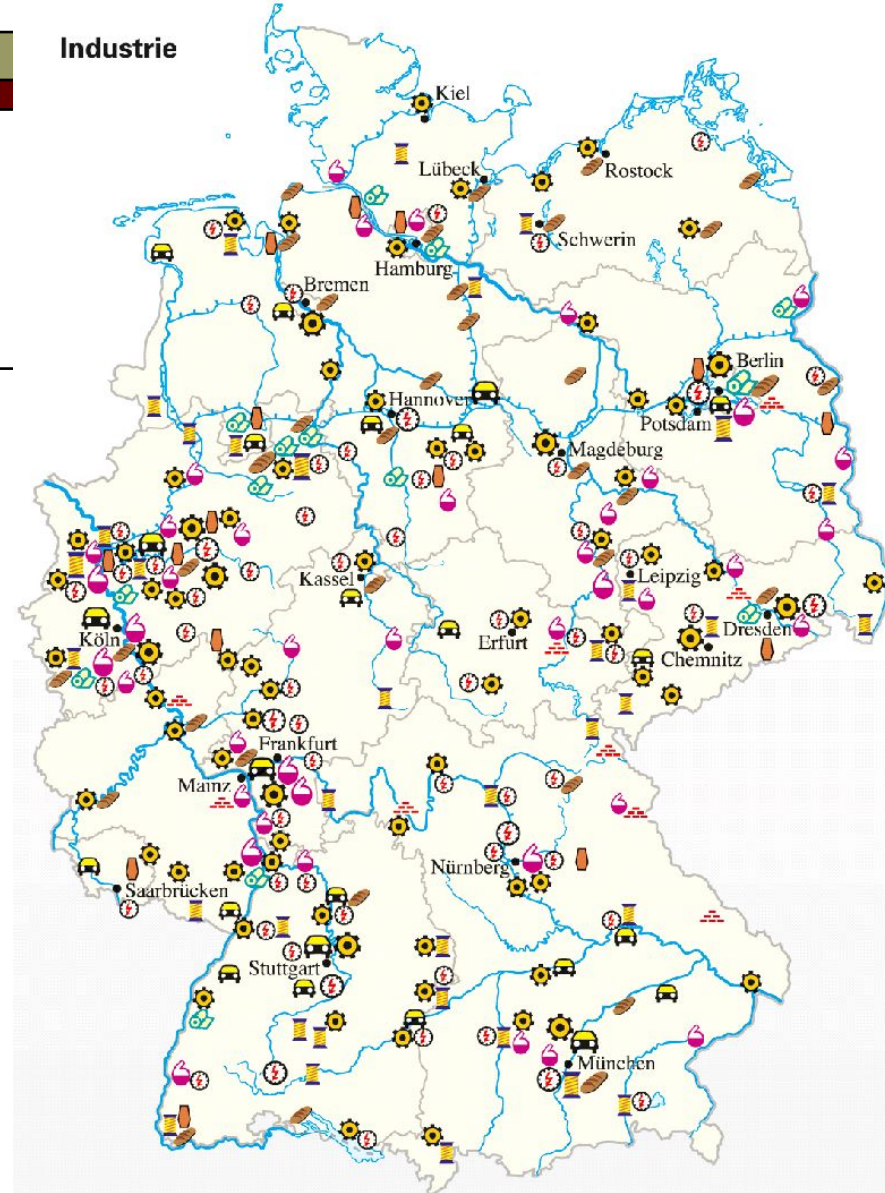 Industrie
Kiel
Lübeck
Rostock
Schwerin
Hamburg
Bremen
Berlin
Hannover
Potsdam
Magdeburg
Kassel
Leipzig
Köln
Erfurt
Dresden
Chemnitz
Frankfurt
Mainz
Nürnberg
Saarbrücken
Stuttgart
München